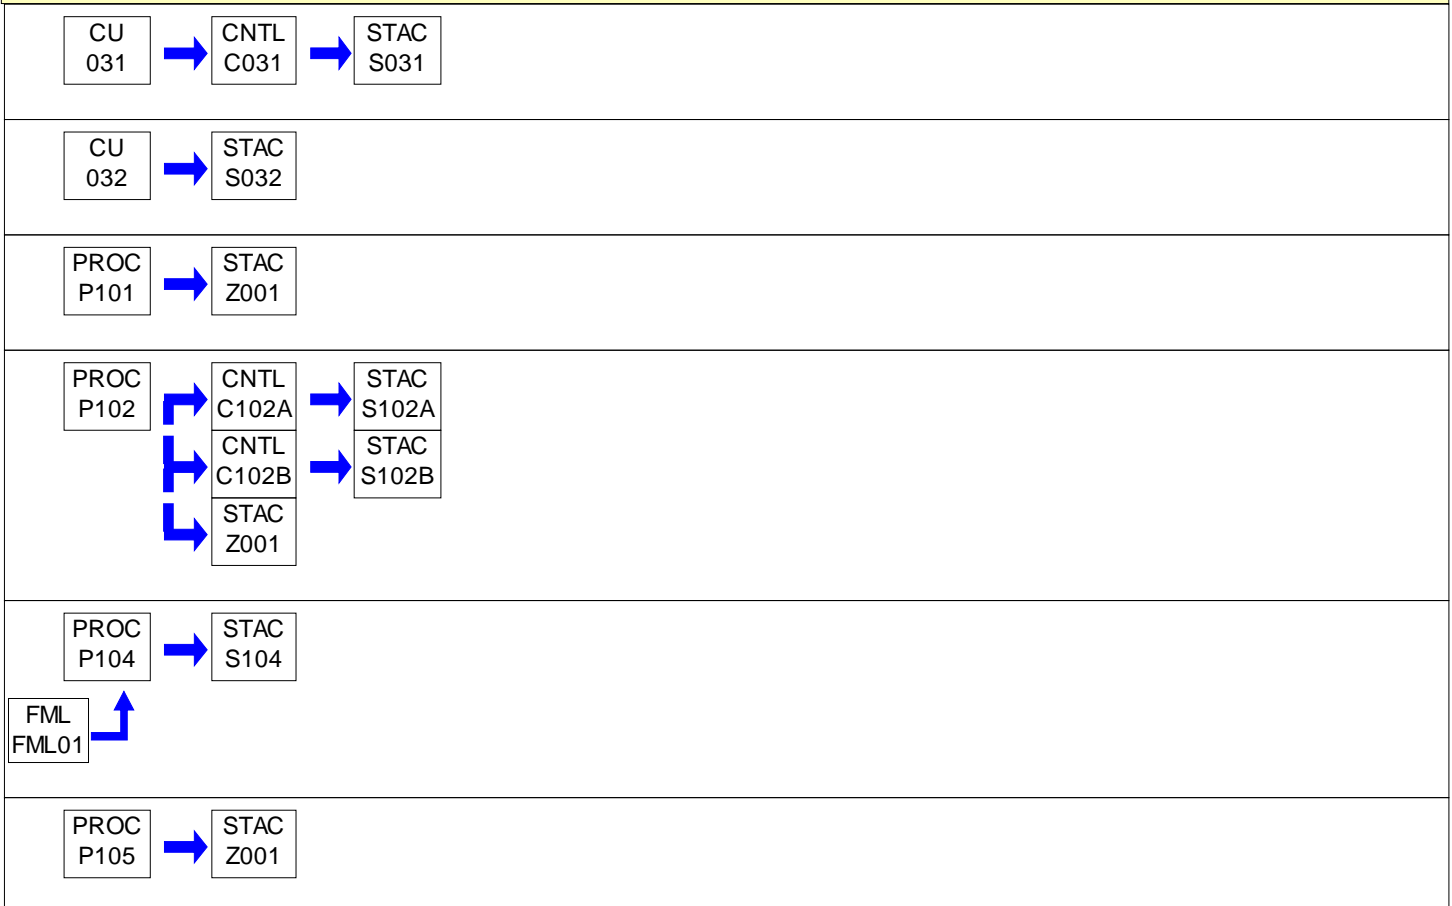 CU
031
CNTL
C031
STAC
S031
CU
032
STAC
S032
PROC
P101
STAC
Z001
PROC
P102
CNTL
C102A
STAC
S102A
CNTL
C102B
STAC
S102B
STAC
Z001
PROC
P104
STAC
S104
FML
FML01
PROC
P105
STAC
Z001